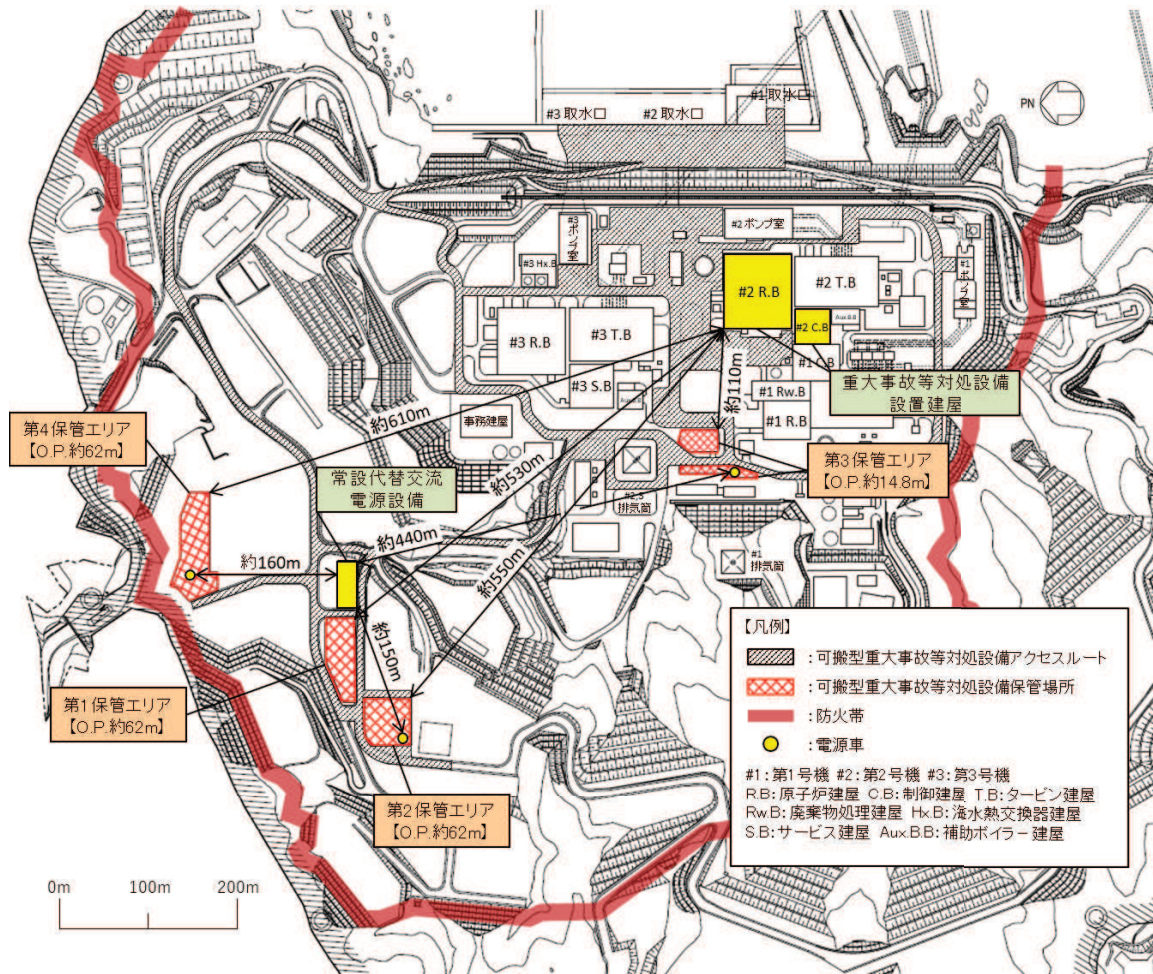 #1 取水口
#3 取水口
#2 取水口
PN
#3
ポンプ室
#2 ポンプ室
#1
ポンプ室
#3 Hx.B
#2 R.B
#2 T.B
#3 R.B
#3 T.B
#2 C.B
Aux.B.B
#3 S.B
#1 Rw.B
#1 R.B
重大事故等対処設備
設置建屋
約110m
約610m
第4保管エリア
【O.P.約62m】
事務建屋
約530m
第3保管エリア
【O.P.約14.8m】
常設代替交流
電源設備
#2,3
排気筒
約440m
#1
排気筒
約160m
約550m
約150m
第1保管エリア
【O.P.約62m】
第2保管エリア
【O.P.約62m】
【凡例】
:可搬型重大事故等対処設備アクセスルート
:可搬型重大事故等対処設備保管場所
:防火帯
:電源車
#1:第1号機 #2:第2号機 #3:第3号機
R.B:原子炉建屋 C.B:制御建屋 T.B:タービン建屋
Rw.B:廃棄物処理建屋 Hx.B:海水熱交換器建屋
S.B:サービス建屋 Aux.B.B:補助ボイラー建屋
0m 100m 200m